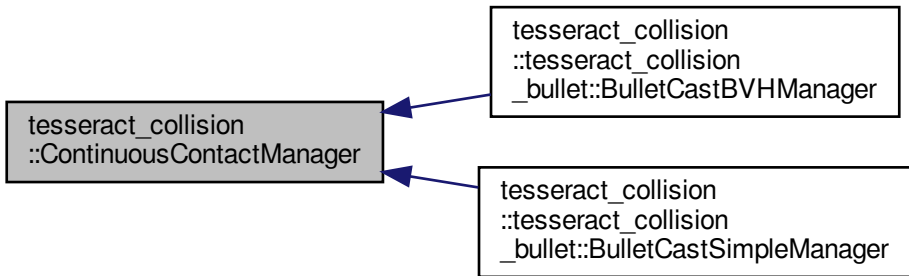 tesseract_collision
::ContinuousContactManager
tesseract_collision
::tesseract_collision
_bullet::BulletCastBVHManager
tesseract_collision
::tesseract_collision
_bullet::BulletCastSimpleManager